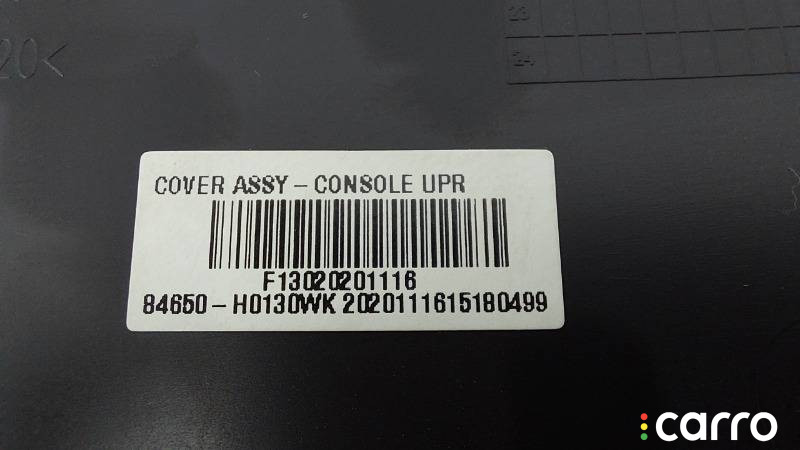 23
24
20<
COVER ASSY - CONSOLE UPR
F13020201116
84650 - H0130WK 2020111615180499
carro